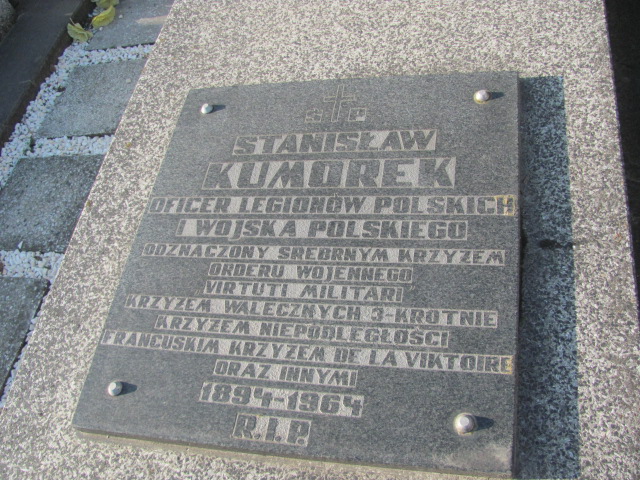 Ś P
STANISŁAW
KUMOREK
OFICER LEGIONÓW POLSKICH
I WOJSKA POLSKIEGO
ODZNACZONY SREBRNYM KRZYŻEM
ORDERU WOJENNEGO
VIRTUTI MILITARI
KRZYŻEM WALECZNYCH 3-KROTNIE
KRZYŻEM NIEPODLEGŁOŚCI
FRANCUSKIM KRZYŻEM DE LA VIKTOIRE
ORAZ INNYMI
1894-1964
R.I.P.